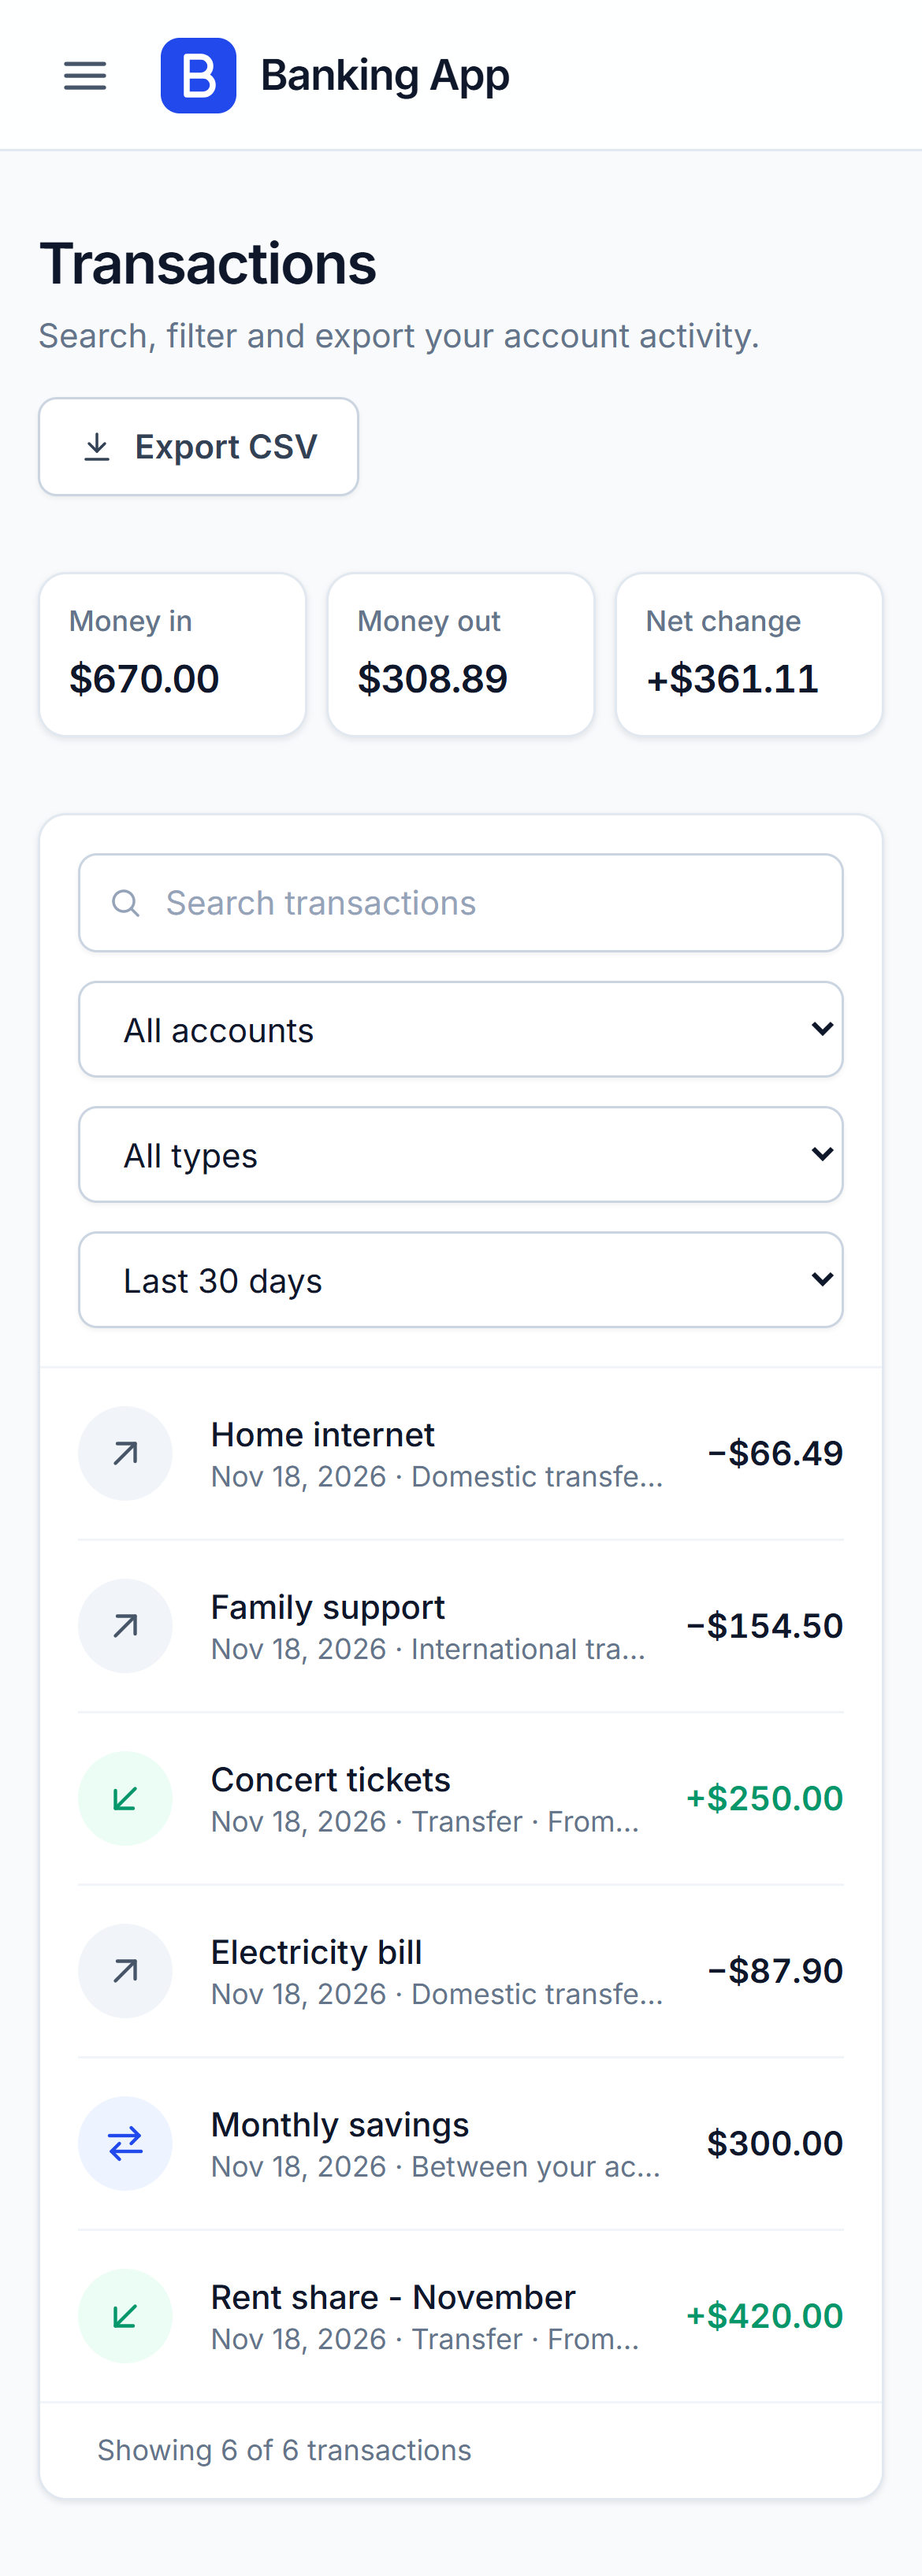 B Banking App
Transactions
Search, filter and export your account activity.
Export CSV
Money in
$670.00
Money out
$308.89
Net change
+$361.11
Search transactions
All accounts
All types
Last 30 days
Home internet
Nov 18, 2026 · Domestic transfe...
−$66.49
Family support
Nov 18, 2026 · International tra...
−$154.50
Concert tickets
Nov 18, 2026 · Transfer · From...
+$250.00
Electricity bill
Nov 18, 2026 · Domestic transfe...
−$87.90
Monthly savings
Nov 18, 2026 · Between your ac...
$300.00
Rent share - November
Nov 18, 2026 · Transfer · From...
+$420.00
Showing 6 of 6 transactions